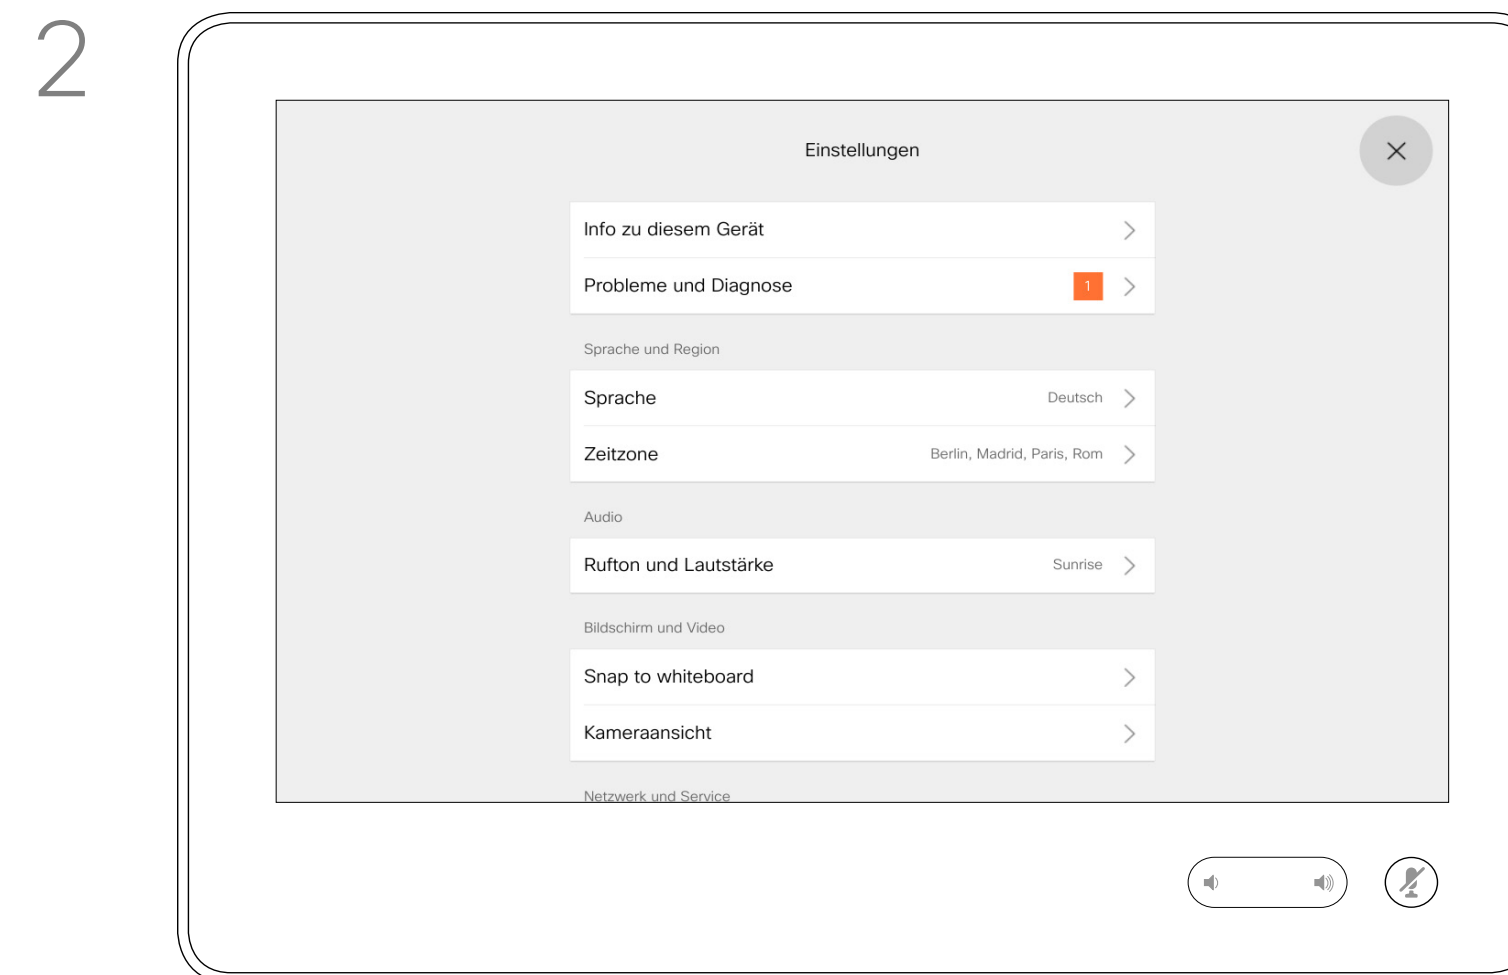 2
Einstellungen
Info zu diesem Gerät
Probleme und Diagnose 1
Sprache und Region
Sprache Deutsch
Zeitzone Berlin, Madrid, Paris, Rom
Audio
Rufton und Lautstärke Sunrise
Bildschirm und Video
Snap to whiteboard
Kameraansicht
Netzwerk und Service